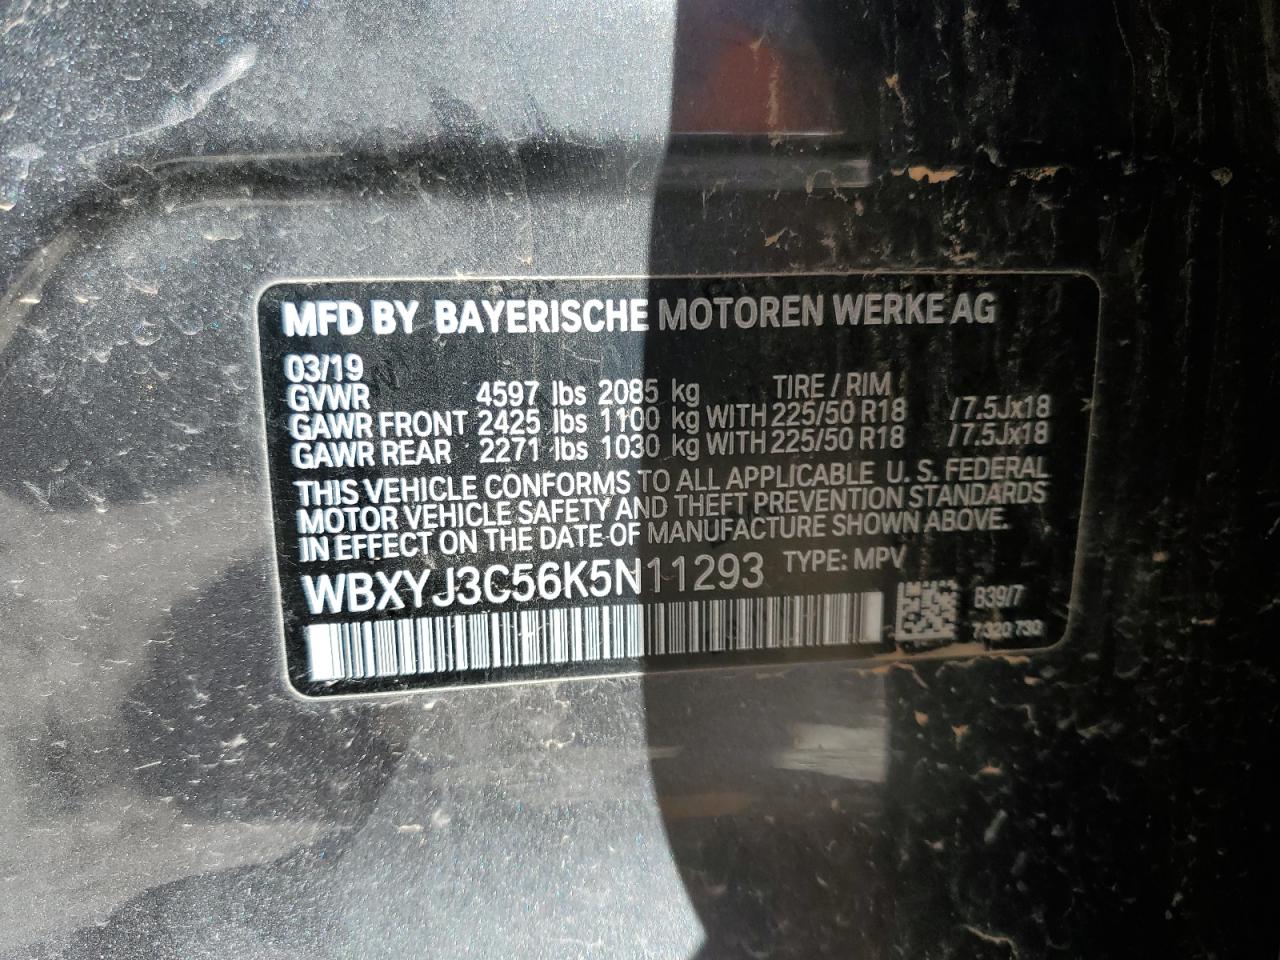 MFD BY BAYERISCHE MOTOREN WERKE AG
03/19
GVWR 4597 lbs 2085 kg TIRE / RIM
GAWR FRONT 2425 lbs 1100 kg WITH 225/50 R18 /7.5Jx18
GAWR REAR 2271 lbs 1030 kg WITH 225/50 R18 /7.5Jx18
THIS VEHICLE CONFORMS TO ALL APPLICABLE U. S. FEDERAL
MOTOR VEHICLE SAFETY AND THEFT PREVENTION STANDARDS
IN EFFECT ON THE DATE OF MANUFACTURE SHOWN ABOVE.
WBXYJ3C56K5N11293 TYPE: MPV
B39/7
7 320 730